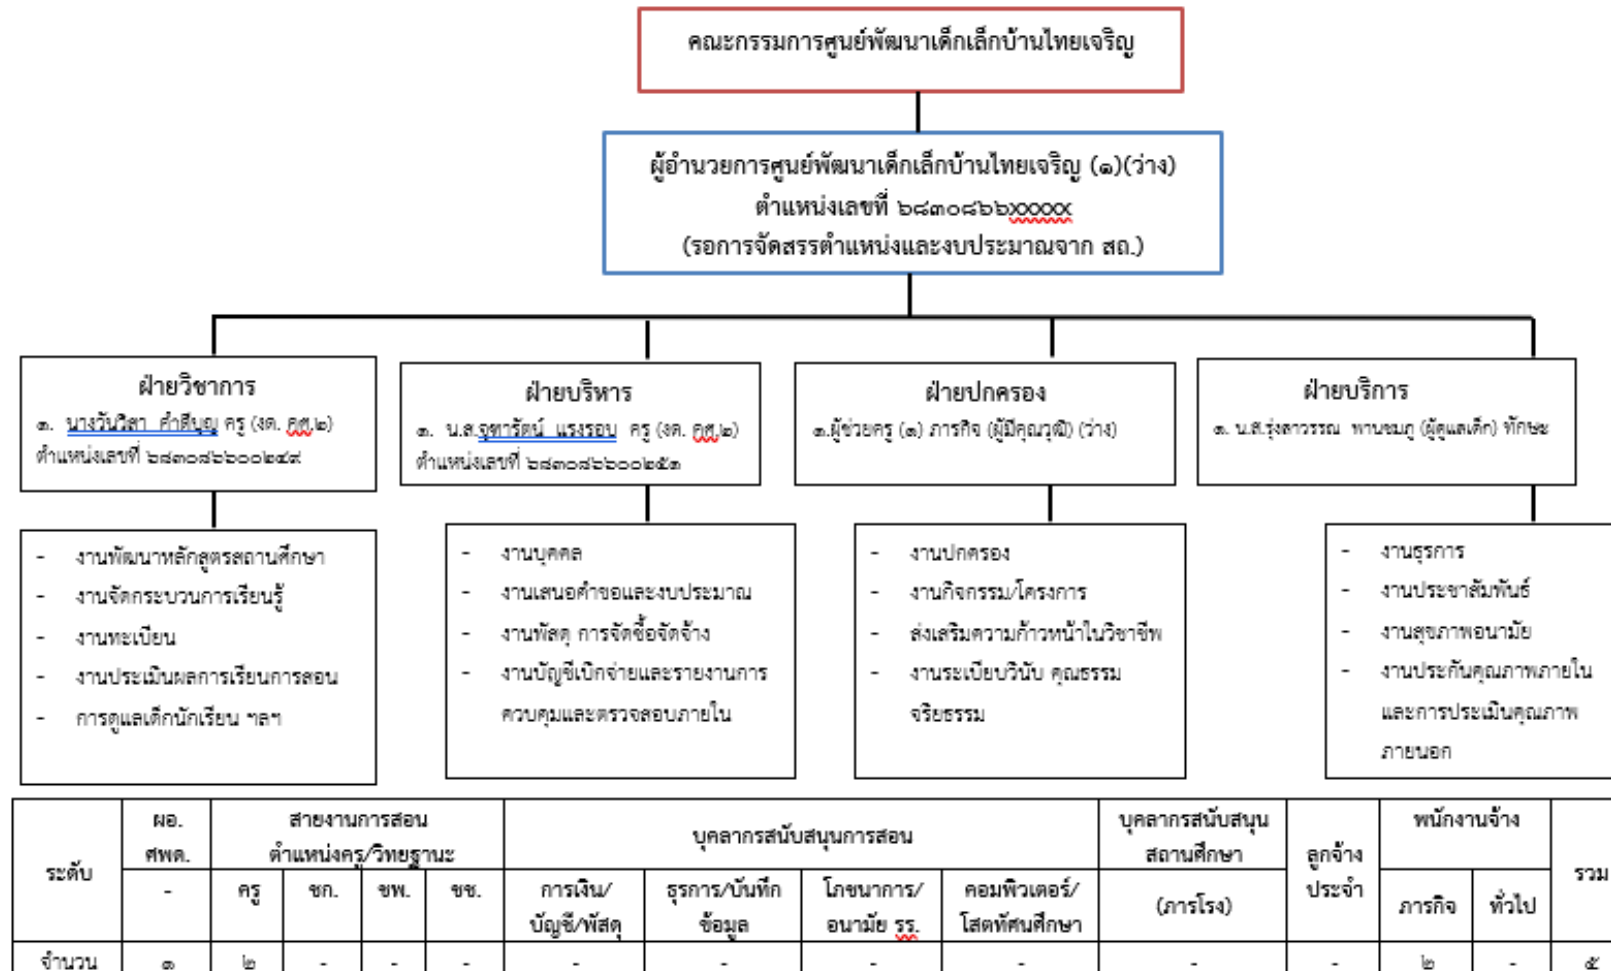 คณะกรรมการศูนย์พัฒนาเด็กเล็กบ้านไทยเจริญ
ผู้อำนวยการศูนย์พัฒนาเด็กเล็กบ้านไทยเจริญ (๑)(ว่าง)
ตำแหน่งเลขที่ ๖๘๓๐๘๖๖xxxxx
(รอการจัดสรรตำแหน่งและงบประมาณจาก สถ.)
ฝ่ายวิชาการ
๑. นางวันวิสา คำดีบุญ ครู (งด. คศ.๒)
ตำแหน่งเลขที่ ๖๘๓๐๘๖๖๐๐๒๔๙
ฝ่ายบริหาร
๑. น.ส.จุฑารัตน์ แรงรอบ ครู (งด. คศ.๒)
ตำแหน่งเลขที่ ๖๘๓๐๘๖๖๐๐๒๕๑
ฝ่ายปกครอง
๑.ผู้ช่วยครู (๑) ภารกิจ (ผู้มีคุณวุฒิ) (ว่าง)
ฝ่ายบริการ
๑. น.ส.รุ่งลาวรรณ พานชมภู (ผู้ดูแลเด็ก) ทักษะ
- งานพัฒนาหลักสูตรสถานศึกษา
- งานจัดกระบวนการเรียนรู้
- งานทะเบียน
- งานประเมินผลการเรียนการสอน
- การดูแลเด็กนักเรียน ฯลฯ
- งานบุคคล
- งานเสนอคำขอและงบประมาณ
- งานพัสดุ การจัดซื้อจัดจ้าง
- งานบัญชีเบิกจ่ายและรายงานการ
ควบคุมและตรวจสอบภายใน
- งานปกครอง
- งานกิจกรรม/โครงการ
- ส่งเสริมความก้าวหน้าในวิชาชีพ
- งานระเบียบวินับ คุณธรรม
จริยธรรม
- งานธุรการ
- งานประชาสัมพันธ์
- งานสุขภาพอนามัย
- งานประกันคุณภาพภายใน
และการประเมินคุณภาพ
ภายนอก
ระดับ
ผอ.
ศพด.
สายงานการสอน
ตำแหน่งครู/วิทยฐานะ
บุคลากรสนับสนุนการสอน
บุคลากรสนับสนุน
สถานศึกษา
ลูกจ้าง
ประจำ
พนักงานจ้าง
รวม
-
ครู
ชก.
ชพ.
ชช.
การเงิน/
บัญชี/พัสดุ
ธุรการ/บันทึก
ข้อมูล
โภชนาการ/
อนามัย รร.
คอมพิวเตอร์/
โสตทัศนศึกษา
(ภารโรง)
ภารกิจ
ทั่วไป
จำนวน ๑ ๒ - - - - - - - - - ๒ - ๕